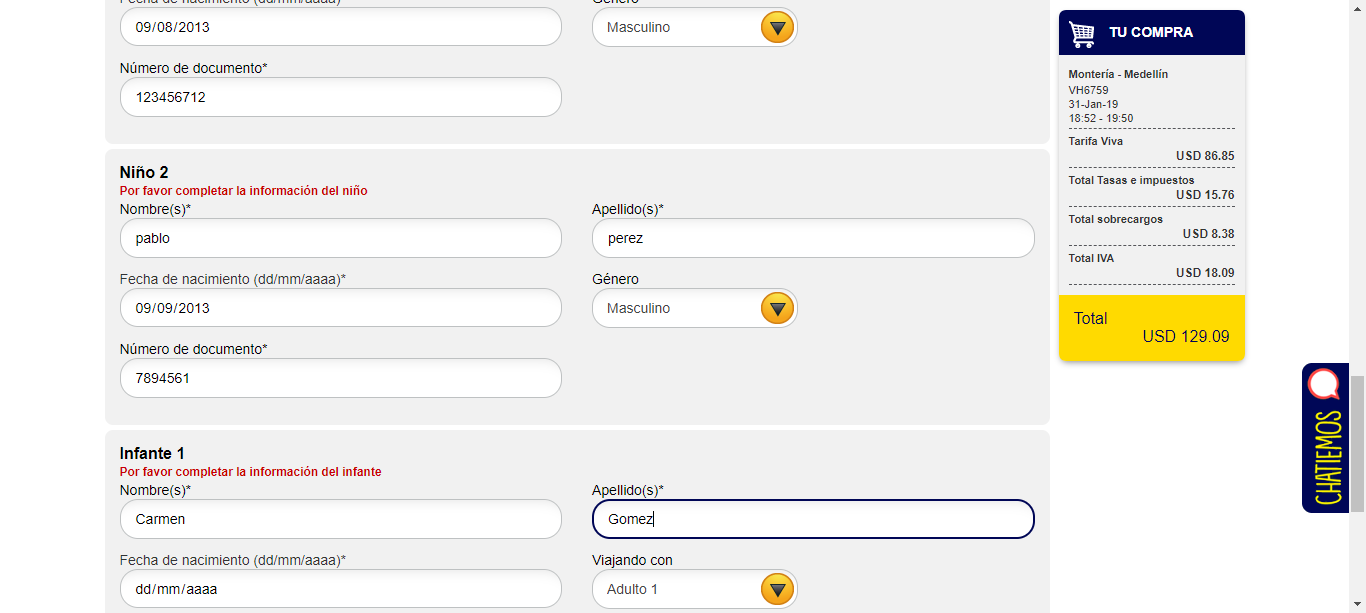 Fecha de nacimiento (dd/mm/aaaa)*
Género
09/08/2013
Masculino
Número de documento*
123456712
Niño 2
Por favor completar la información del niño
Nombre(s)*
Apellido(s)*
pablo
perez
Fecha de nacimiento (dd/mm/aaaa)*
Género
09/09/2013
Masculino
Número de documento*
7894561
Infante 1
Por favor completar la información del infante
Nombre(s)*
Apellido(s)*
Carmen
Gomez
Fecha de nacimiento (dd/mm/aaaa)*
Viajando con
dd/mm/aaaa
Adulto 1
TU COMPRA
Montería - Medellín
VH6759
31-Jan-19
18:52 - 19:50
Tarifa Viva
USD 86.85
Total Tasas e impuestos
USD 15.76
Total sobrecargos
USD 8.38
Total IVA
USD 18.09
Total
USD 129.09
CHATIEMOS